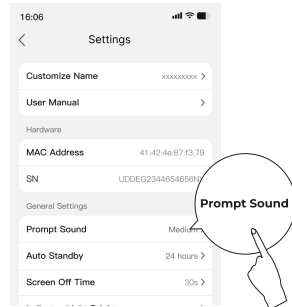 16:06
Settings
Customize Name xxxxxxxxx
User Manual
Hardware
MAC Address 41:42:4e:87:f3:79
SN UDDEG2344654656N
General Settings
Prompt Sound Medium
Prompt Sound
Auto Standby 24 hours
Screen Off Time 30s